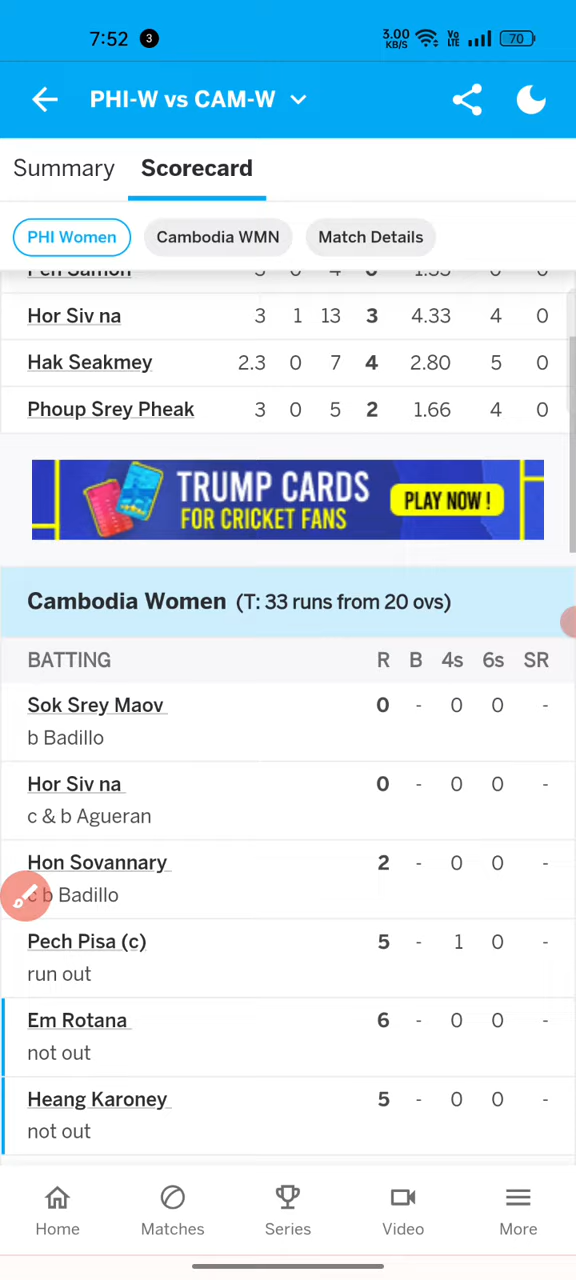 7:52 3 3.00 KB/S Vo LTE 70
PHI-W vs CAM-W
Summary Scorecard
PHI Women Cambodia WMN Match Details
Hor Siv na 3 1 13 3 4.33 4 0
Hak Seakmey 2.3 0 7 4 2.80 5 0
Phoup Srey Pheak 3 0 5 2 1.66 4 0
TRUMP CARDS
FOR CRICKET FANS
PLAY NOW !
Cambodia Women (T: 33 runs from 20 ovs)
BATTING R B 4s 6s SR
Sok Srey Maov 0 - 0 0 -
b Badillo
Hor Siv na 0 - 0 0 -
c & b Agueran
Hon Sovannary 2 - 0 0 -
c b Badillo
Pech Pisa (c) 5 - 1 0 -
run out
Em Rotana 6 - 0 0 -
not out
Heang Karoney 5 - 0 0 -
not out
Home Matches Series Video More